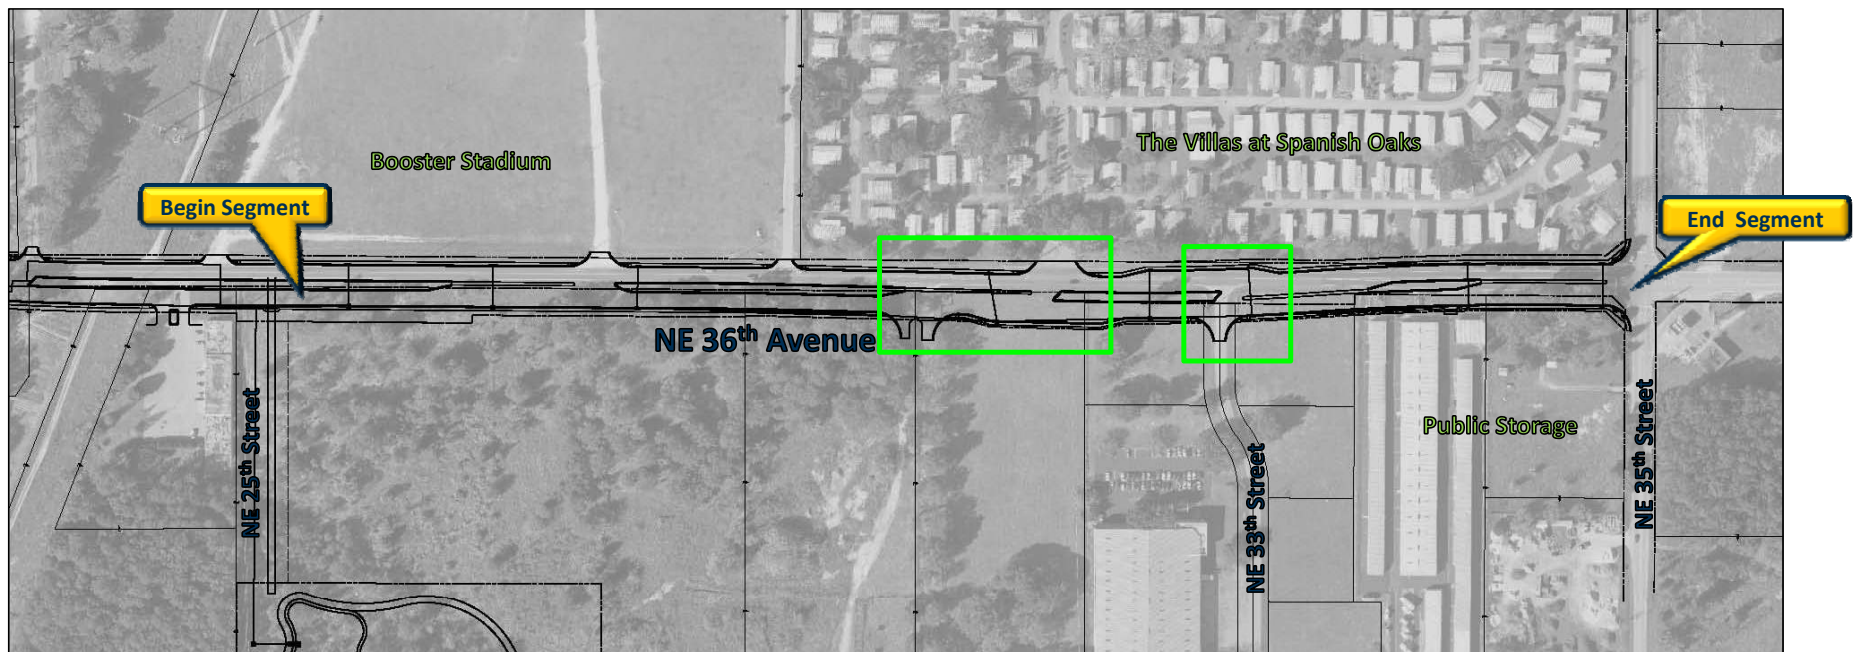 The Villas at Spanish Oaks
Booster Stadium
Begin Segment
End Segment
NE 36th Avenue
NE 25th Street
NE 33th Street
NE 35th Street
Public Storage